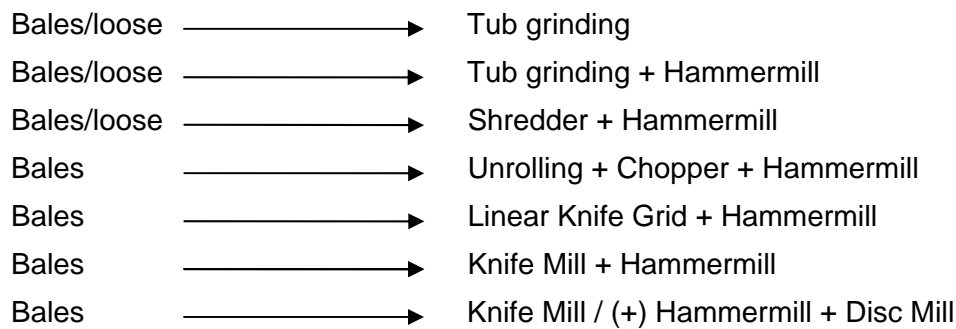 Bales/loose Tub grinding
Bales/loose Tub grinding + Hammermill
Bales/loose Shredder + Hammermill
Bales Unrolling + Chopper + Hammermill
Bales Linear Knife Grid + Hammermill
Bales Knife Mill + Hammermill
Bales Knife Mill / (+) Hammermill + Disc Mill